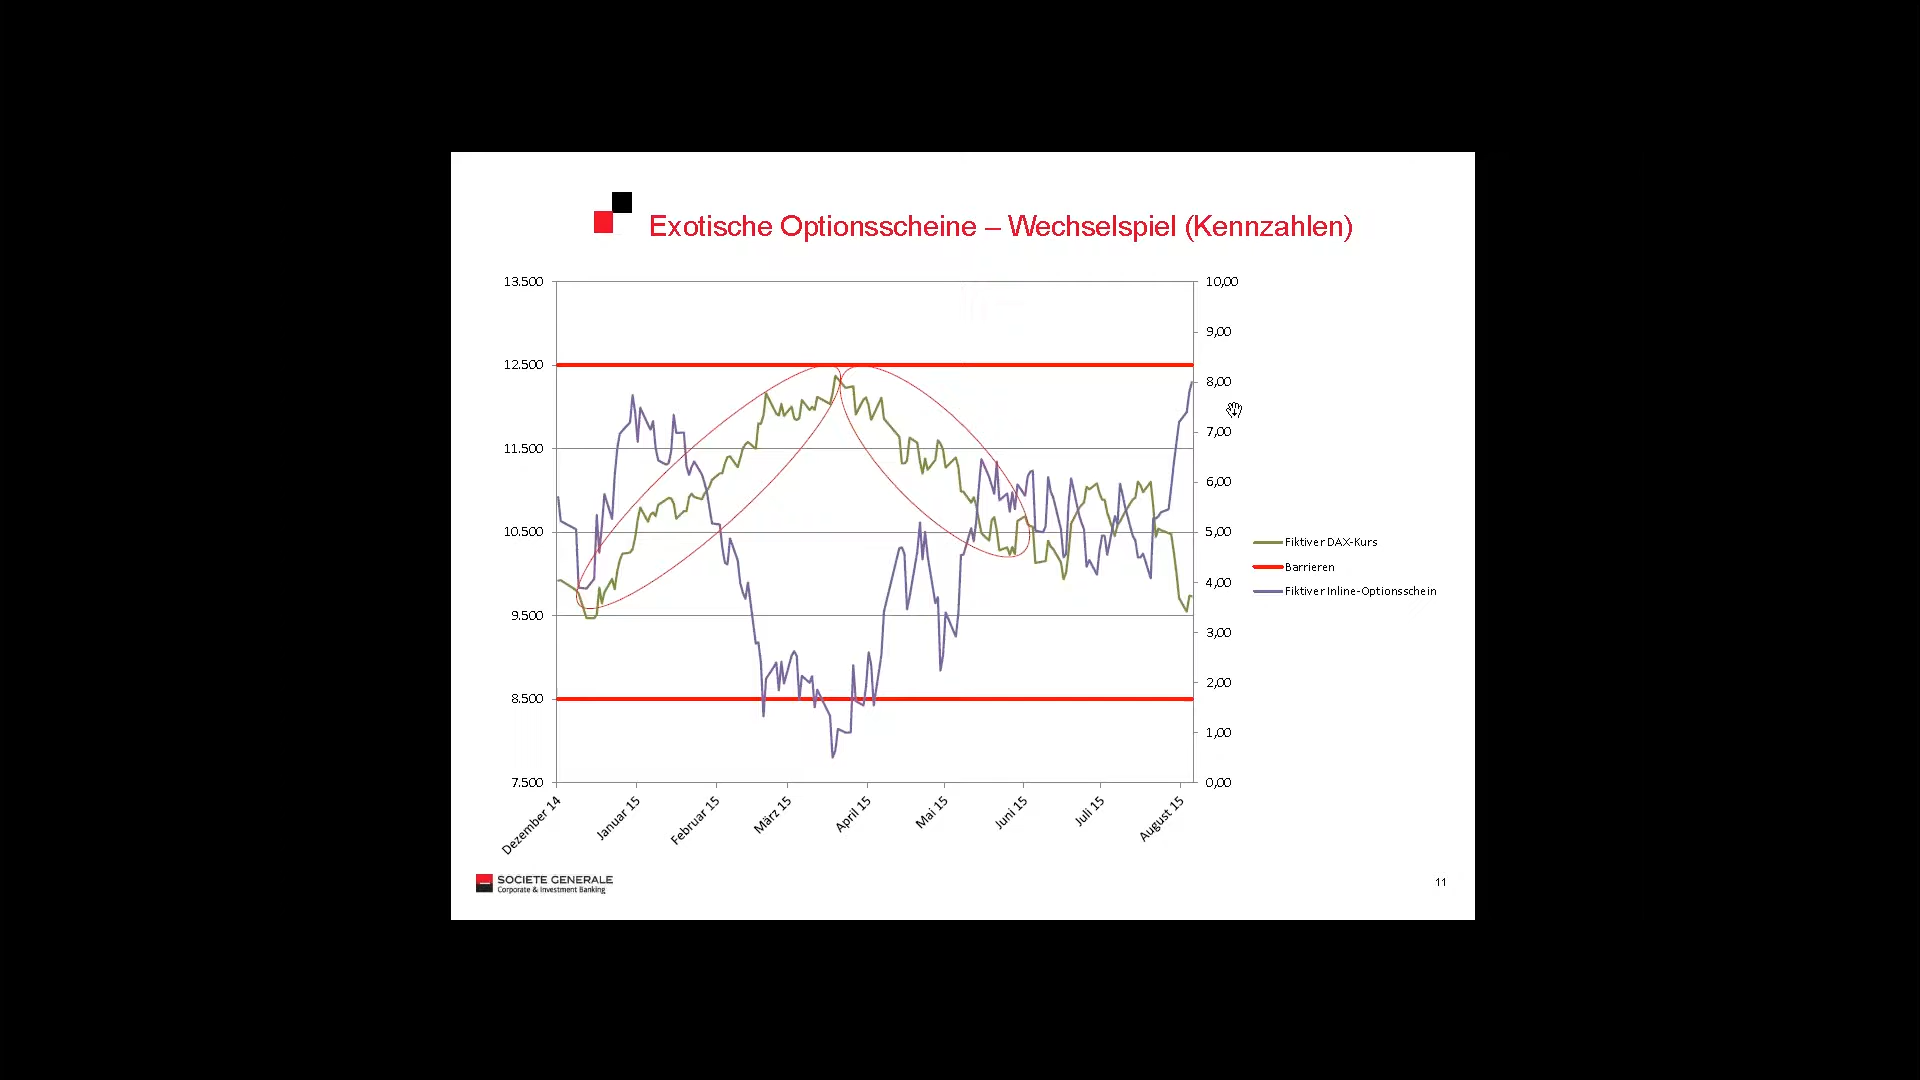 Exotische Optionsscheine – Wechselspiel (Kennzahlen)
13.500
12.500
11.500
10.500
9.500
8.500
7.500
10,00
9,00
8,00
7,00
6,00
5,00
4,00
3,00
2,00
1,00
0,00
Dezember 14
Januar 15
Februar 15
März 15
April 15
Mai 15
Juni 15
Juli 15
August 15
Fiktiver DAX-Kurs
Barrieren
Fiktiver Inline-Optionsschein
SOCIETE GENERALE
Corporate & Investment Banking
11